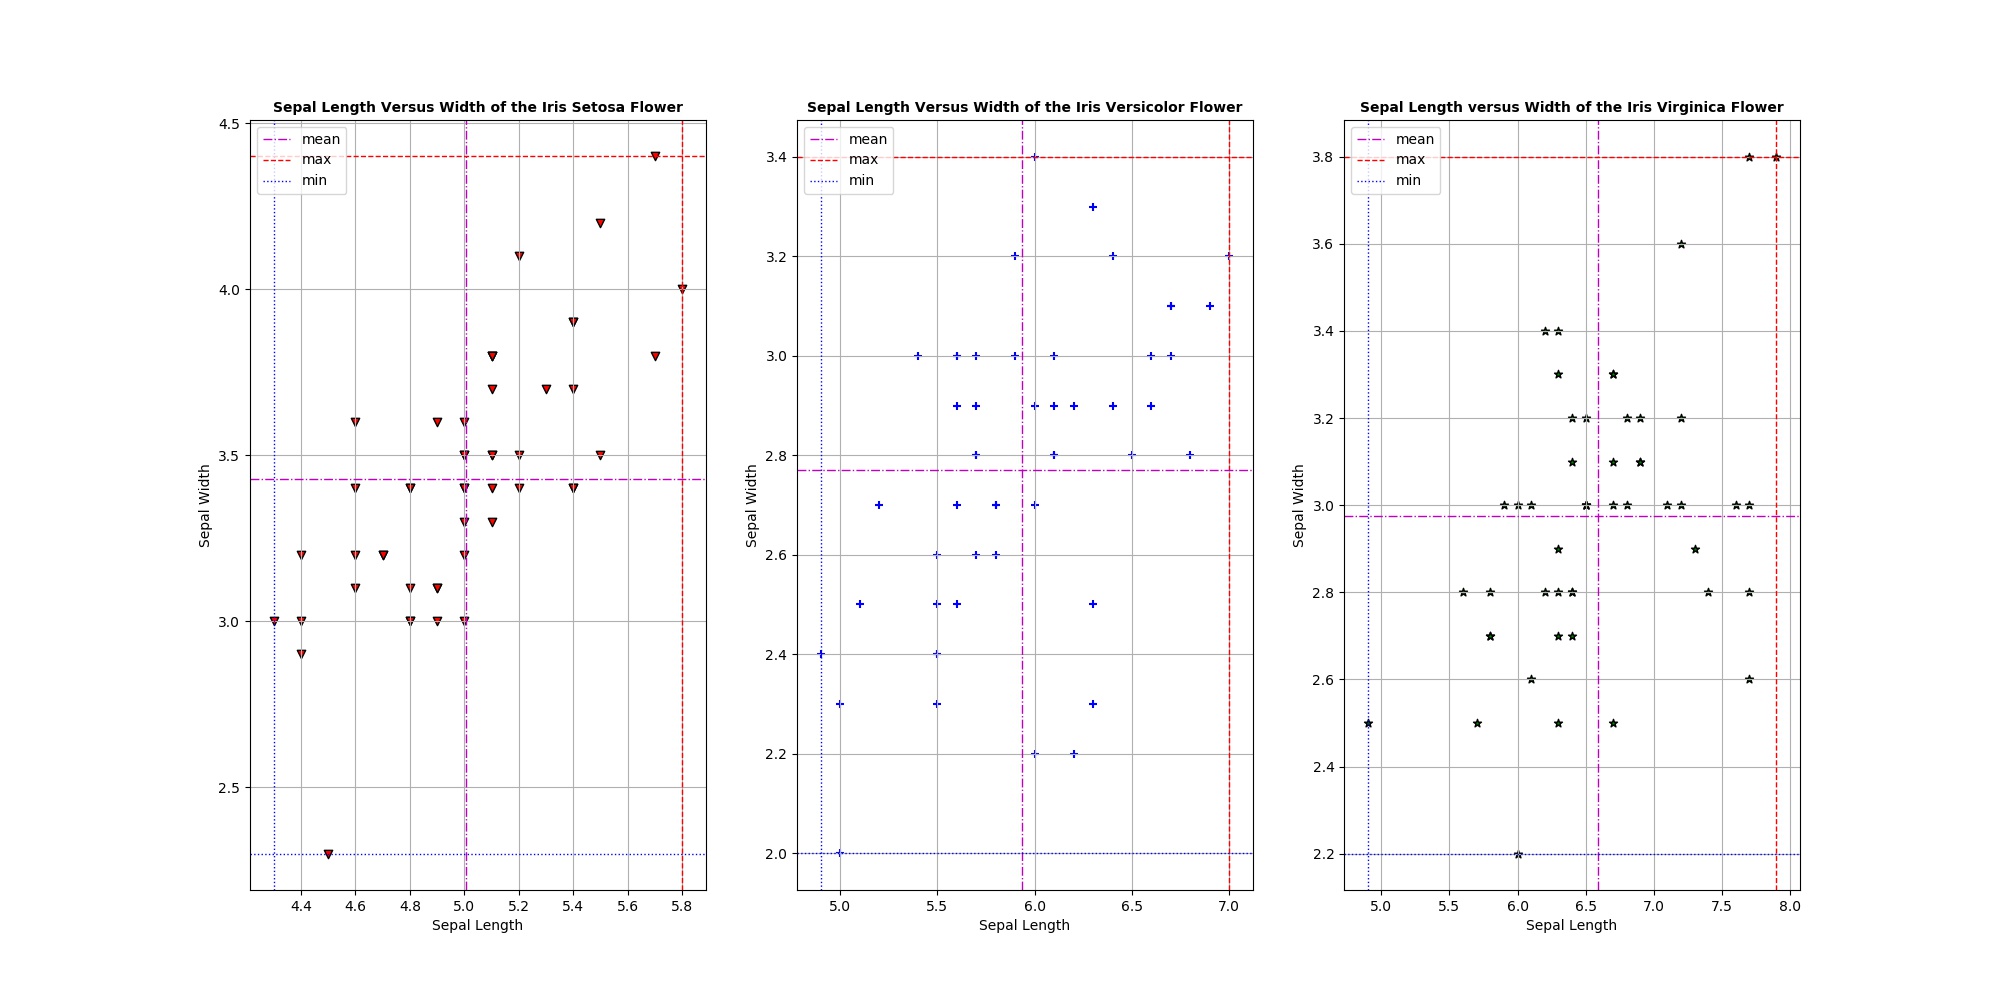 Sepal Length Versus Width of the Iris Setosa Flower
mean
max
min
4.5
4.0
3.5
3.0
2.5
Sepal Width
4.4 4.6 4.8 5.0 5.2 5.4 5.6 5.8
Sepal Length
Sepal Length Versus Width of the Iris Versicolor Flower
mean
max
min
3.4
3.2
3.0
2.8
2.6
2.4
2.2
2.0
Sepal Width
5.0 5.5 6.0 6.5 7.0
Sepal Length
Sepal Length versus Width of the Iris Virginica Flower
mean
max
min
3.8
3.6
3.4
3.2
3.0
2.8
2.6
2.4
2.2
Sepal Width
5.0 5.5 6.0 6.5 7.0 7.5 8.0
Sepal Length